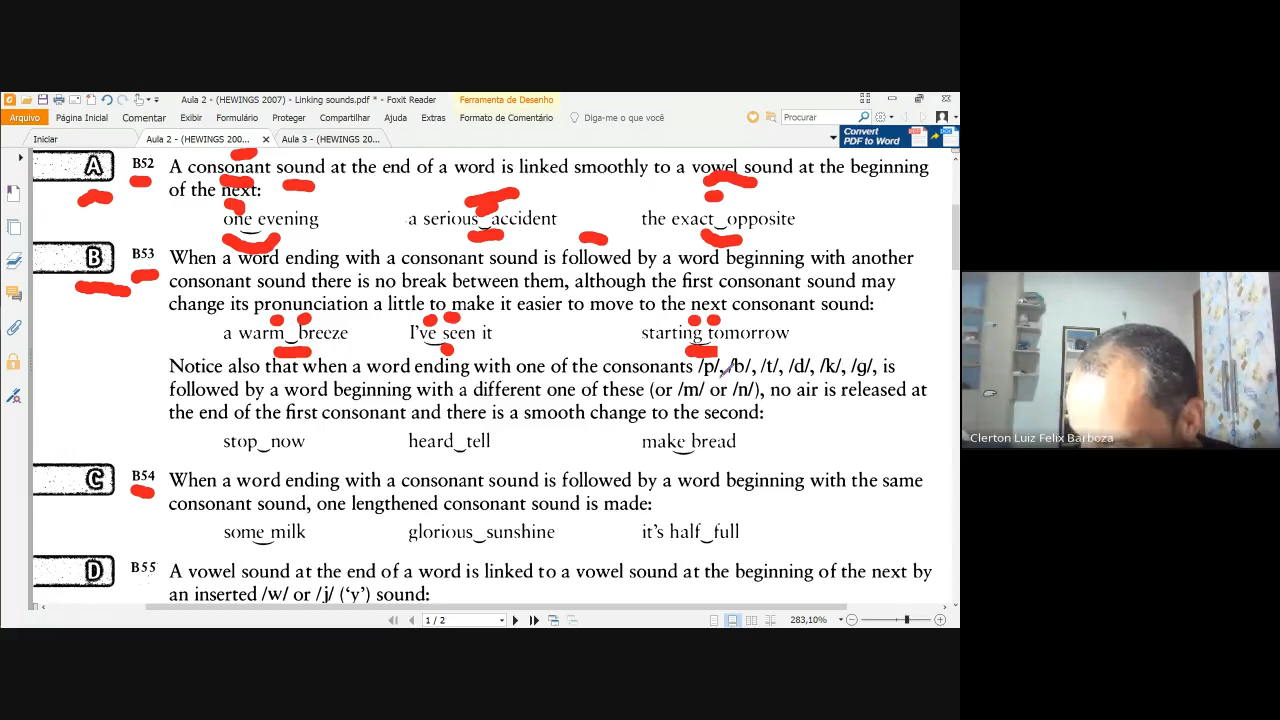 Aula 2 - (HEWINGS 2007) - Linking sounds.pdf * - Foxit Reader
Ferramenta de Desenho
Arquivo Página Inicial Comentar Exibir Formulário Proteger Compartilhar Ajuda Extras Formato de Comentário Diga-me o que você Procurar
Iniciar Aula 2 - (HEWINGS 200... Aula 3 - (HEWINGS 20...
Convert
PDF to Word
A B52 A consonant sound at the end of a word is linked smoothly to a vowel sound at the beginning
of the next:
one evening a serious accident the exact opposite
B B53 When a word ending with a consonant sound is followed by a word beginning with another
consonant sound there is no break between them, although the first consonant sound may
change its pronunciation a little to make it easier to move to the next consonant sound:
a warm breeze I've seen it starting tomorrow
Notice also that when a word ending with one of the consonants /p/, /b/, /t/, /d/, /k/, /g/, is
followed by a word beginning with a different one of these (or /m/ or /n/), no air is released at
the end of the first consonant and there is a smooth change to the second:
stop now heard tell make bread
C B54 When a word ending with a consonant sound is followed by a word beginning with the same
consonant sound, one lengthened consonant sound is made:
some milk glorious sunshine it's half full
D B55 A vowel sound at the end of a word is linked to a vowel sound at the beginning of the next by
an inserted /w/ or /j/ ('y') sound:
1 / 2
283,10%
Clerton Luiz Felix Barboza